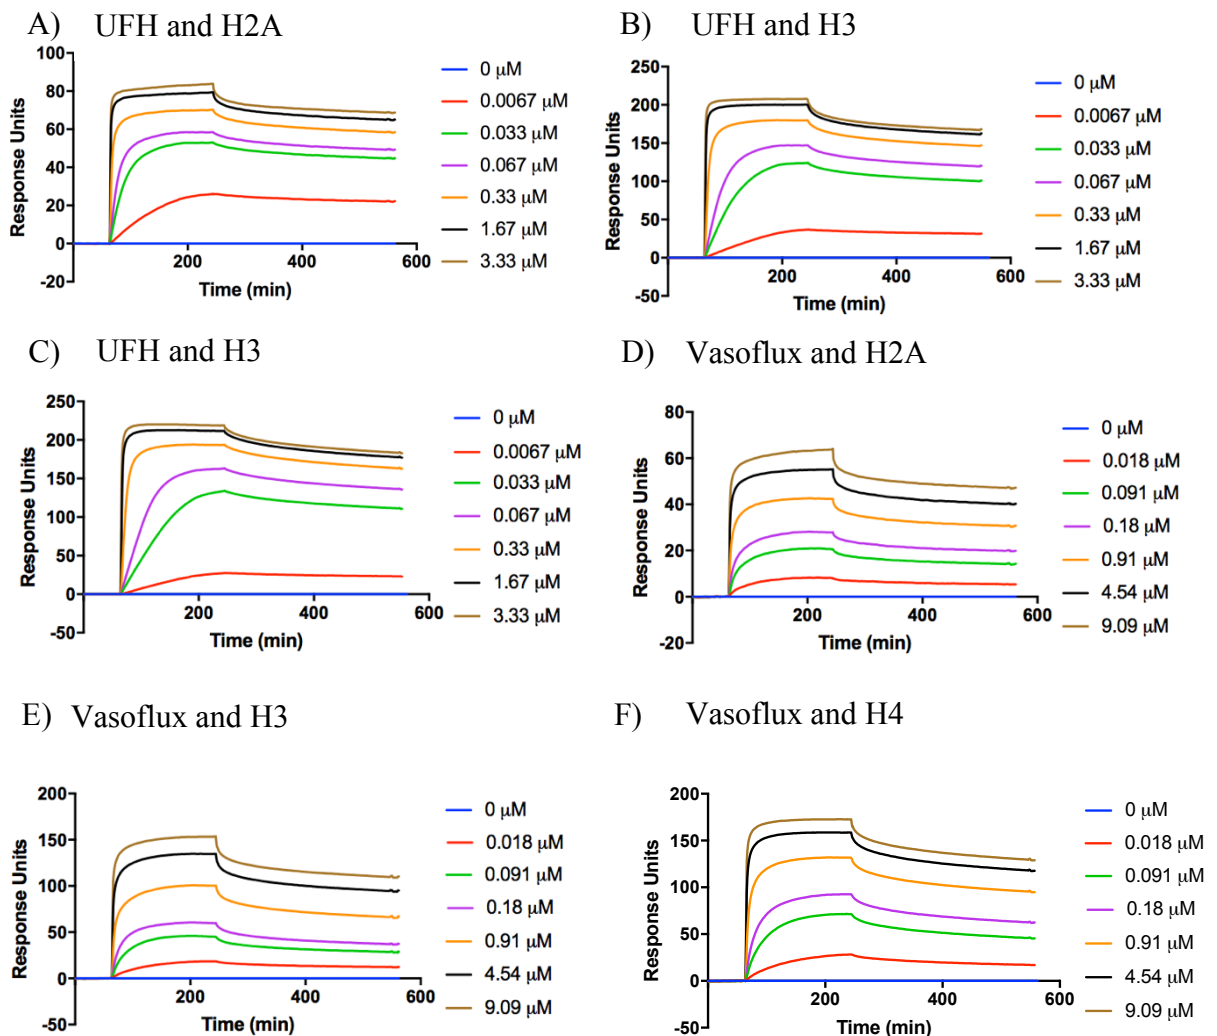 A) UFH and H2A
Response Units
100
80
60
40
20
0
-20
200
400
600
Time (min)
0 µM
0.0067 µM
0.033 µM
0.067 µM
0.33 µM
1.67 µM
3.33 µM
B) UFH and H3
Response Units
250
200
150
100
50
0
-50
200
400
600
Time (min)
0 µM
0.0067 µM
0.033 µM
0.067 µM
0.33 µM
1.67 µM
3.33 µM
C) UFH and H3
Response Units
250
200
150
100
50
0
-50
200
400
600
Time (min)
0 µM
0.0067 µM
0.033 µM
0.067 µM
0.33 µM
1.67 µM
3.33 µM
D) Vasoflux and H2A
Response Units
60
40
20
0
-20
200
400
600
Time (min)
0 µM
0.018 µM
0.091 µM
0.18 µM
0.91 µM
4.54 µM
9.09 µM
E) Vasoflux and H3
Response Units
200
150
100
50
0
-50
200
400
600
Time (min)
0 µM
0.018 µM
0.091 µM
0.18 µM
0.91 µM
4.54 µM
9.09 µM
F) Vasoflux and H4
Response Units
200
150
100
50
0
-50
200
400
600
Time (min)
0 µM
0.018 µM
0.091 µM
0.18 µM
0.91 µM
4.54 µM
9.09 µM